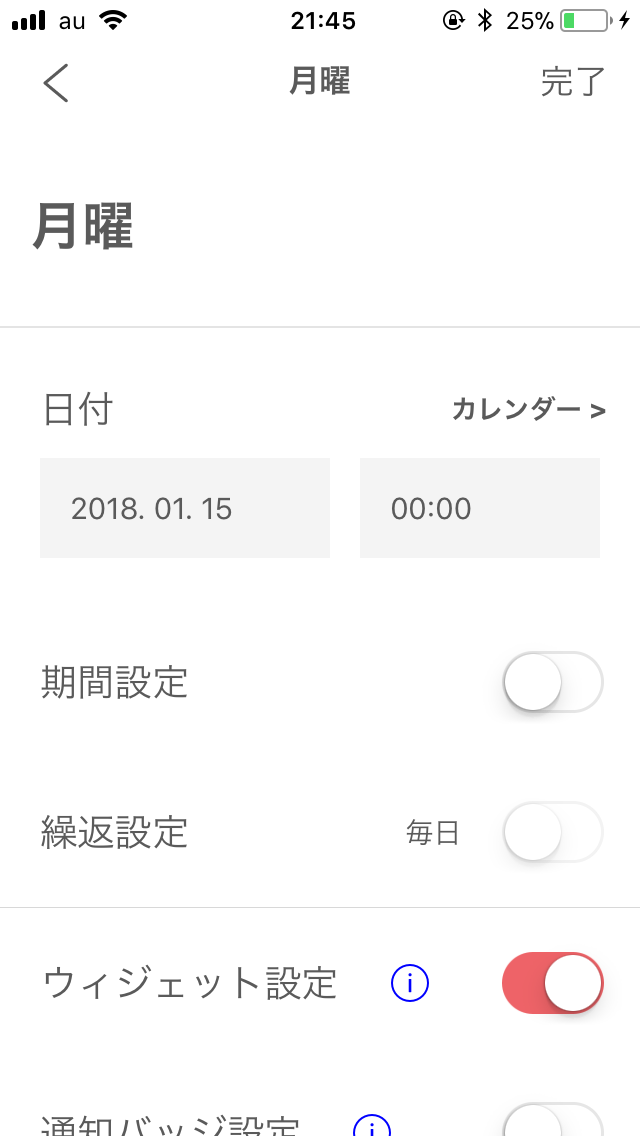 au 21:45 25%
月曜 完了
月曜
日付 カレンダー >
2018. 01. 15 00:00
期間設定
繰返設定 毎日
ウィジェット設定 i
通知バッジ設定 i